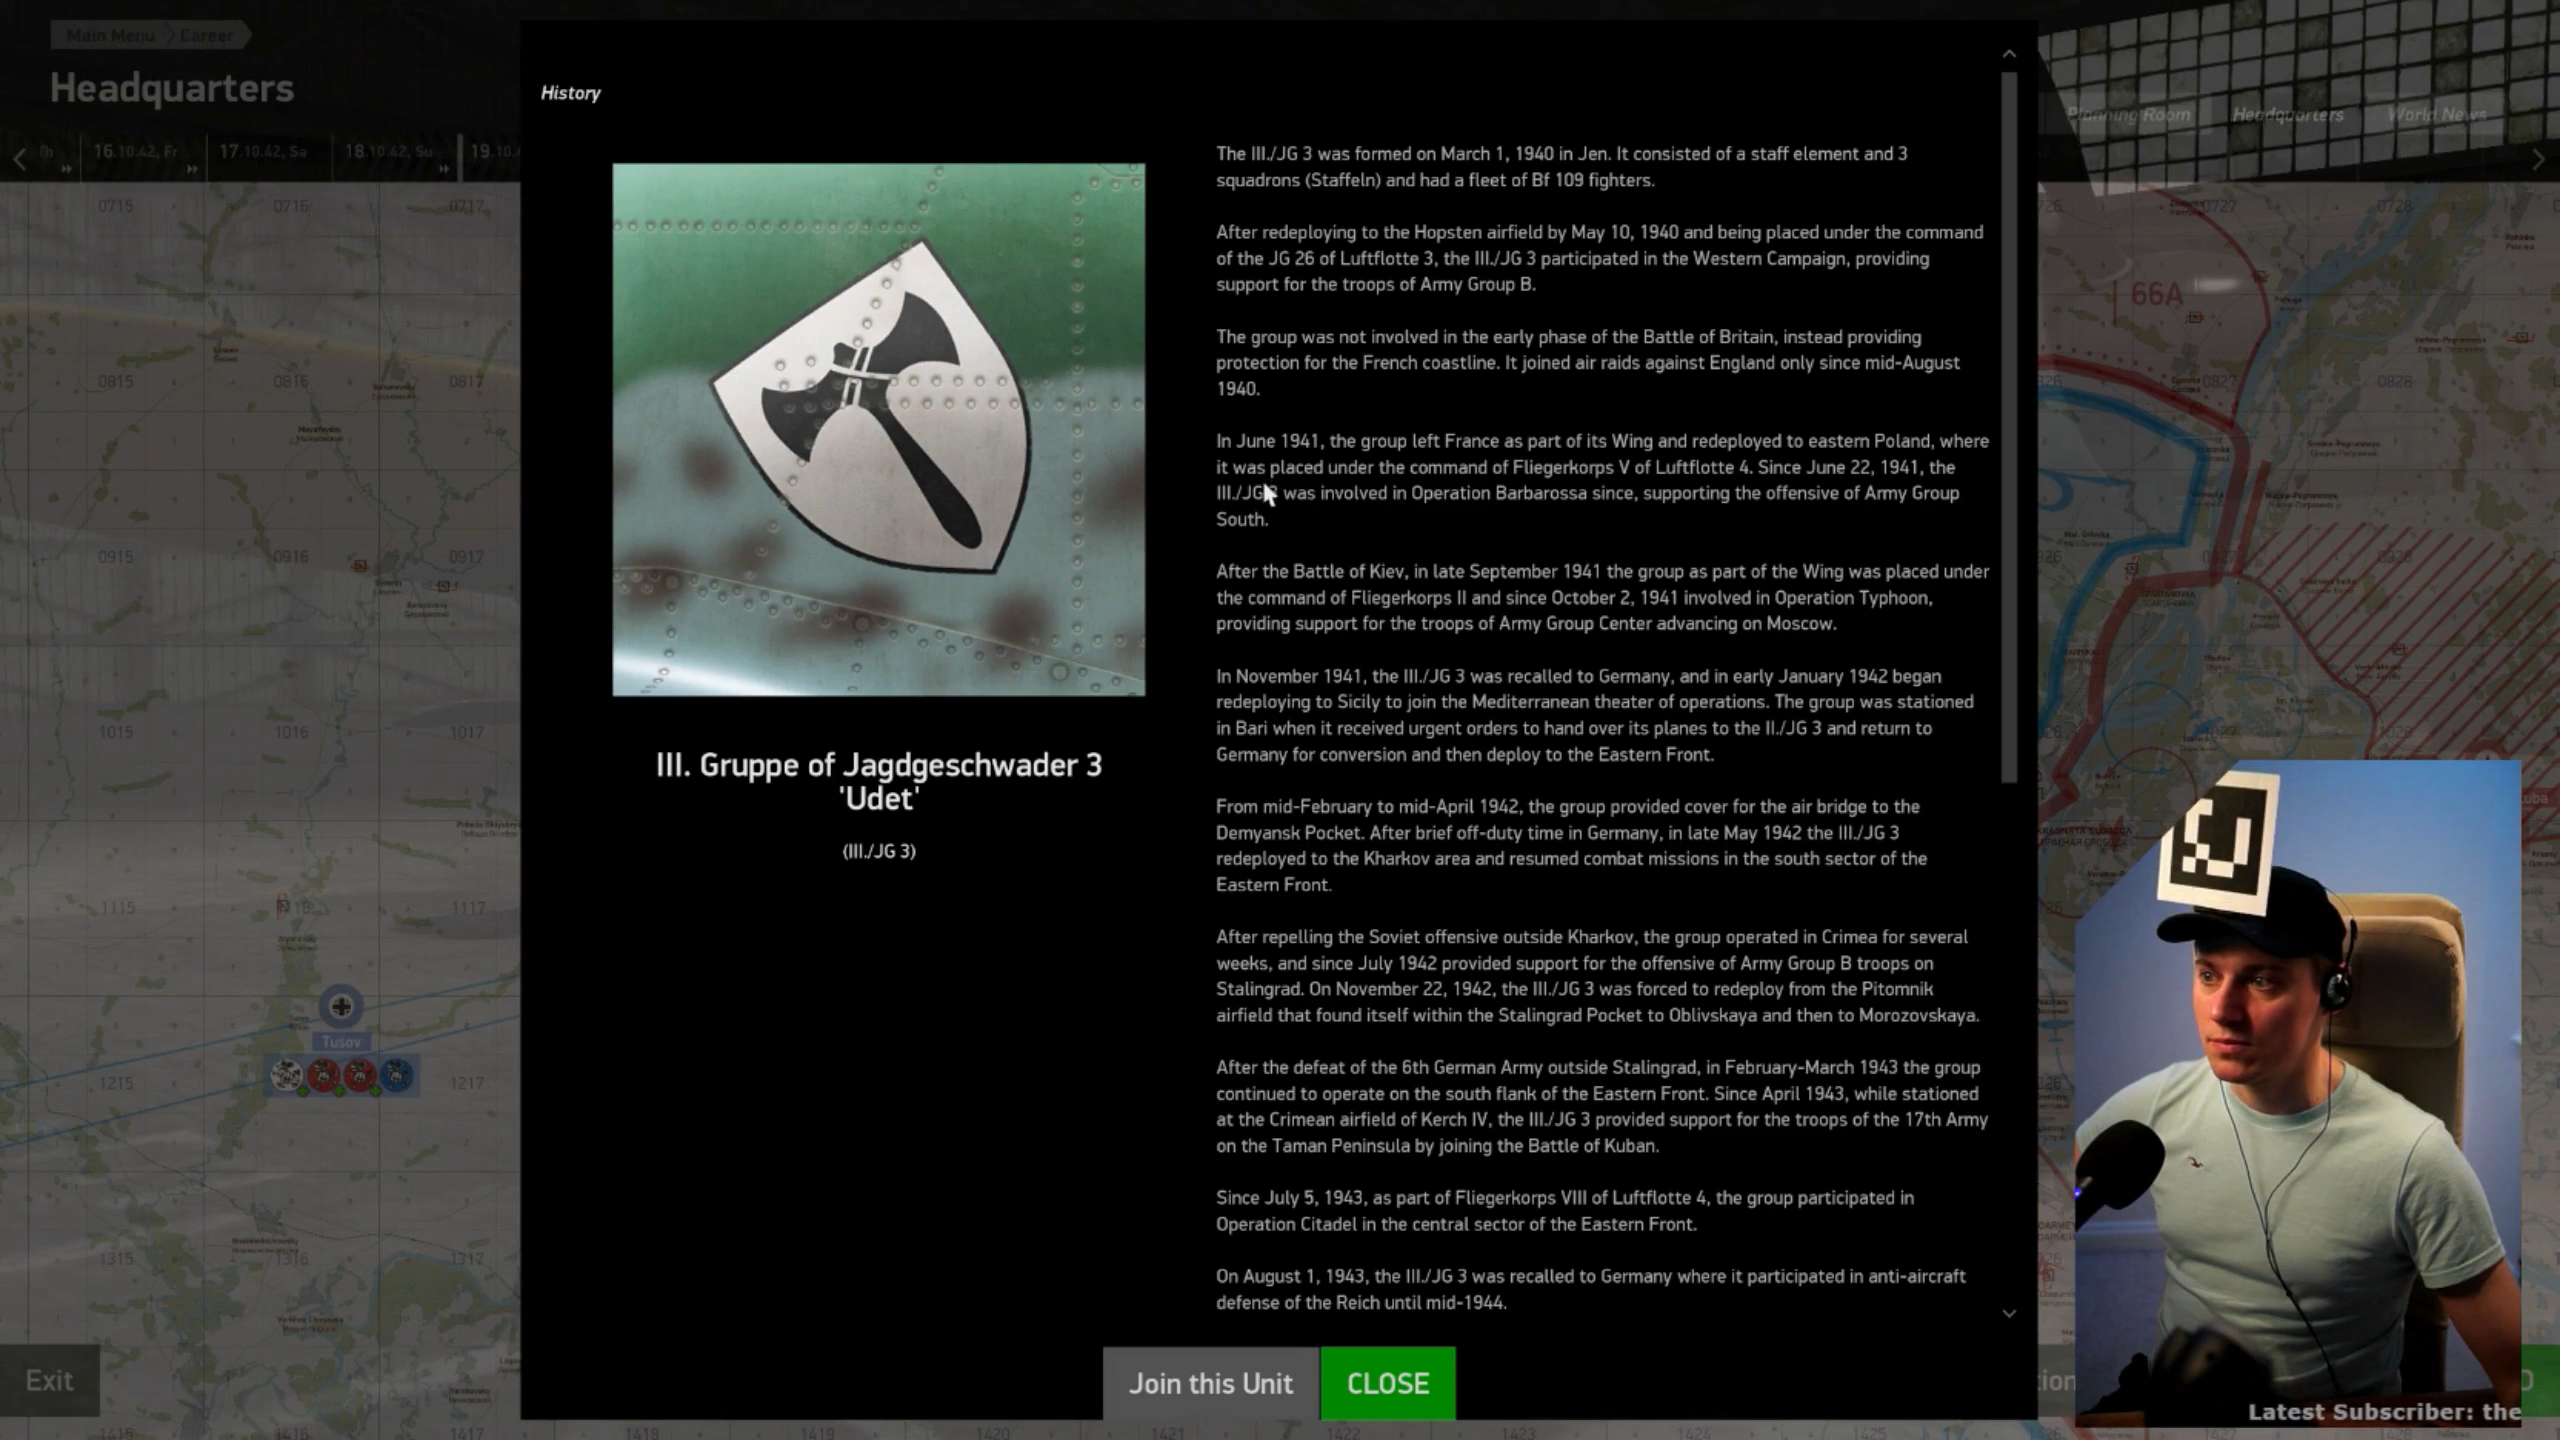 Main Menu
Career
Headquarters
Planning Room
Headquarters
World News
16.10.42, Fr
17.10.42, Sa
18.10.42, Su
0715
0716
0717
0727
0728
0815
0816
0817
0827
0828
0915
0916
0917
1015
1016
1017
1115
1117
1215
1217
1315
1316
1317
66A
Tusov
History
III. Gruppe of Jagdgeschwader 3
'Udet'
(III./JG 3)
The III./JG 3 was formed on March 1, 1940 in Jen. It consisted of a staff element and 3
squadrons (Staffeln) and had a fleet of Bf 109 fighters.
After redeploying to the Hopsten airfield by May 10, 1940 and being placed under the command
of the JG 26 of Luftflotte 3, the III./JG 3 participated in the Western Campaign, providing
support for the troops of Army Group B.
The group was not involved in the early phase of the Battle of Britain, instead providing
protection for the French coastline. It joined air raids against England only since mid-August
1940.
In June 1941, the group left France as part of its Wing and redeployed to eastern Poland, where
it was placed under the command of Fliegerkorps V of Luftflotte 4. Since June 22, 1941, the
III./JG was involved in Operation Barbarossa since, supporting the offensive of Army Group
South.
After the Battle of Kiev, in late September 1941 the group as part of the Wing was placed under
the command of Fliegerkorps II and since October 2, 1941 involved in Operation Typhoon,
providing support for the troops of Army Group Center advancing on Moscow.
In November 1941, the III./JG 3 was recalled to Germany, and in early January 1942 began
redeploying to Sicily to join the Mediterranean theater of operations. The group was stationed
in Bari when it received urgent orders to hand over its planes to the II./JG 3 and return to
Germany for conversion and then deploy to the Eastern Front.
From mid-February to mid-April 1942, the group provided cover for the air bridge to the
Demyansk Pocket. After brief off-duty time in Germany, in late May 1942 the III./JG 3
redeployed to the Kharkov area and resumed combat missions in the south sector of the
Eastern Front.
After repelling the Soviet offensive outside Kharkov, the group operated in Crimea for several
weeks, and since July 1942 provided support for the offensive of Army Group B troops on
Stalingrad. On November 22, 1942, the III./JG 3 was forced to redeploy from the Pitomnik
airfield that found itself within the Stalingrad Pocket to Oblivskaya and then to Morozovskaya.
After the defeat of the 6th German Army outside Stalingrad, in February-March 1943 the group
continued to operate on the south flank of the Eastern Front. Since April 1943, while stationed
at the Crimean airfield of Kerch IV, the III./JG 3 provided support for the troops of the 17th Army
on the Taman Peninsula by joining the Battle of Kuban.
Since July 5, 1943, as part of Fliegerkorps VIII of Luftflotte 4, the group participated in
Operation Citadel in the central sector of the Eastern Front.
On August 1, 1943, the III./JG 3 was recalled to Germany where it participated in anti-aircraft
defense of the Reich until mid-1944.
Exit
Join this Unit
CLOSE
Latest Subscriber: the